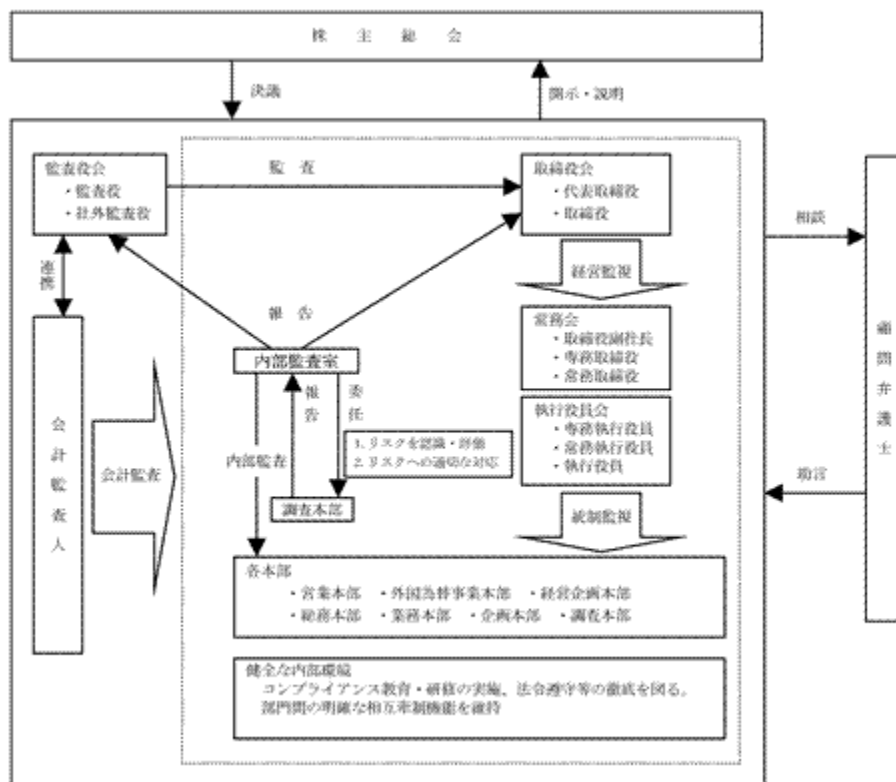 株主総会
決議
開示・説明
監査役会
・監査役
・社外監査役
監査
取締役会
・代表取締役
・取締役
相談
連携
経営監視
報告
常務会
・取締役副社長
・専務取締役
・常務取締役
顧問弁護士
内部監査室
報告
委任
執行役員会
・専務執行役員
・常務執行役員
・執行役員
会計監査人
会計監査
内部監査
1. リスクを認識・評価
2. リスクへの適切な対応
調査本部
統制監視
助言
各本部
・営業本部 ・外国為替事業本部 ・経営企画本部
・総務本部 ・業務本部 ・企画本部 ・調査本部
健全な内部環境
コンプライアンス教育・研修の実施、法令遵守等の徹底を図る。
部門間の明確な相互牽制機能を維持